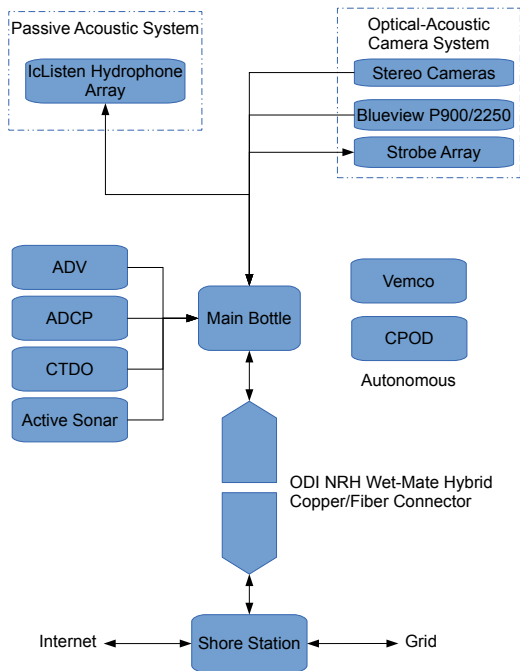 Passive Acoustic System
IcListen Hydrophone
Array
Optical-Acoustic
Camera System
Stereo Cameras
Blueview P900/2250
Strobe Array
ADV
ADCP
CTDO
Active Sonar
Main Bottle
Vemco
CPOD
Autonomous
ODI NRH Wet-Mate Hybrid
Copper/Fiber Connector
Internet
Shore Station
Grid